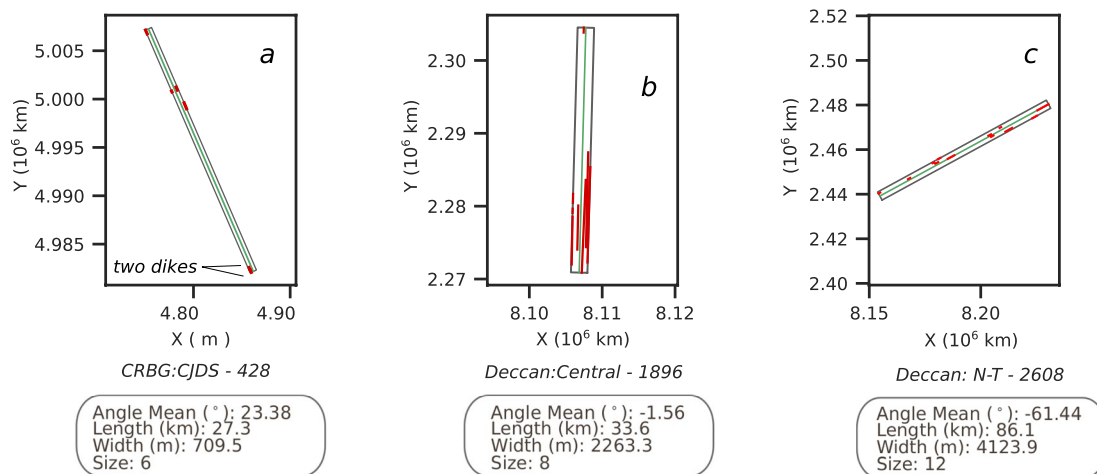 a
5.005
5.000
4.995
4.990
4.985
Y (10⁶ km)
two dikes
4.80 4.90
X ( m )
CRBG:CJDS - 428
Angle Mean (°): 23.38
Length (km): 27.3
Width (m): 709.5
Size: 6
b
2.30
2.29
2.28
2.27
Y (10⁶ km)
8.10 8.11 8.12
X (10⁶ km)
Deccan:Central - 1896
Angle Mean (°): -1.56
Length (km): 33.6
Width (m): 2263.3
Size: 8
c
2.52
2.50
2.48
2.46
2.44
2.42
2.40
Y (10⁶ km)
8.15 8.20
X (10⁶ km)
Deccan: N-T - 2608
Angle Mean (°): -61.44
Length (km): 86.1
Width (m): 4123.9
Size: 12